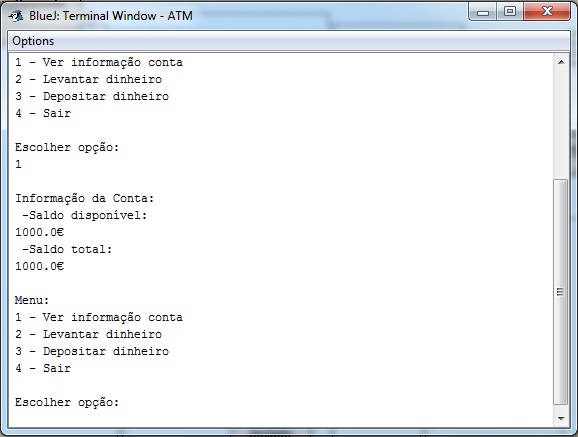 BlueJ: Terminal Window - ATM
Options
1 - Ver informação conta
2 - Levantar dinheiro
3 - Depositar dinheiro
4 - Sair
Escolher opção:
1
Informação da Conta:
-Saldo disponível:
1000.0€
-Saldo total:
1000.0€
Menu:
1 - Ver informação conta
2 - Levantar dinheiro
3 - Depositar dinheiro
4 - Sair
Escolher opção: